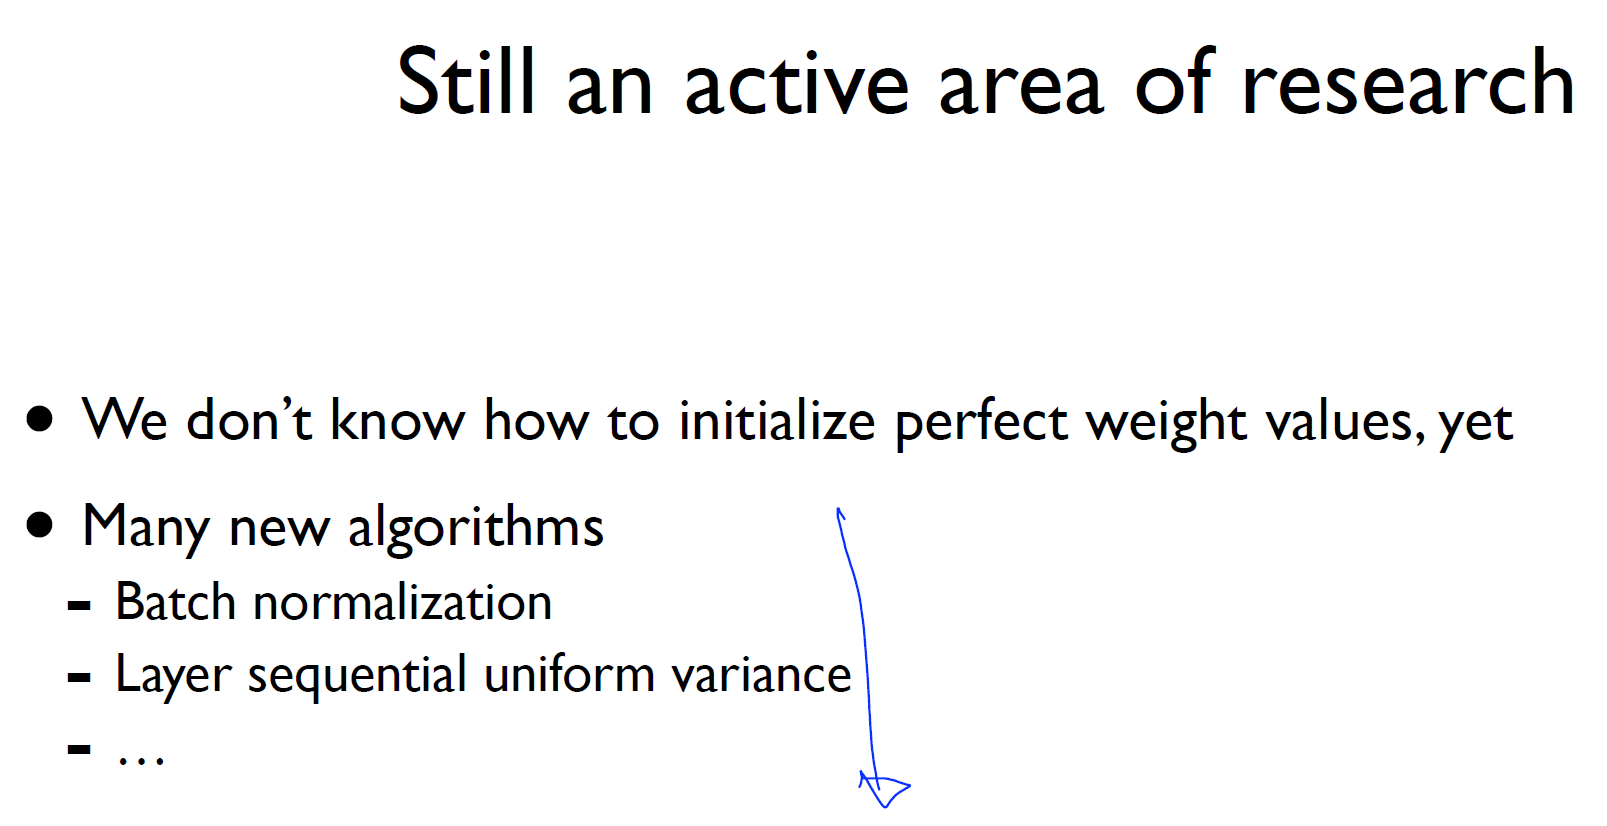 Still an active area of research
• We don’t know how to initialize perfect weight values, yet
• Many new algorithms
- Batch normalization
- Layer sequential uniform variance
- …